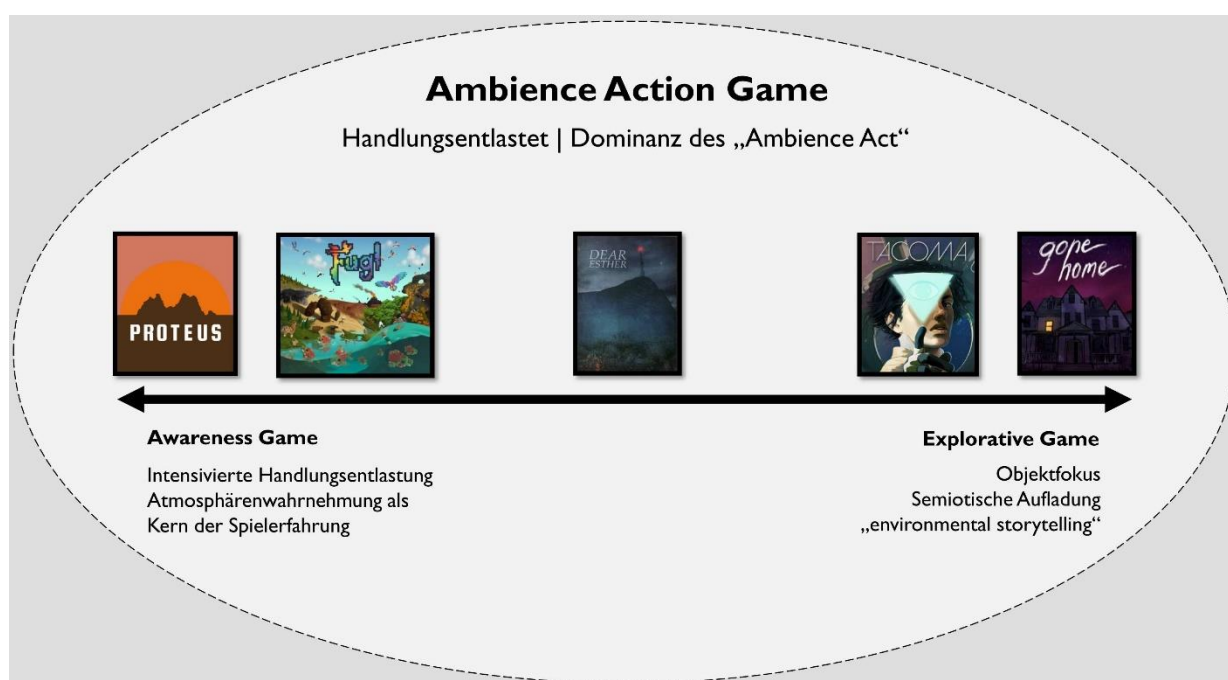 Ambience Action Game
Handlungsentlastet | Dominanz des „Ambience Act“
PROTEUS
Fugl
DEAR
ESTHER
TACOMA
gone
home
Awareness Game
Intensivierte Handlungsentlastung
Atmosphärenwahrnehmung als
Kern der Spielerfahrung
Explorative Game
Objektfokus
Semiotische Aufladung
„environmental storytelling“